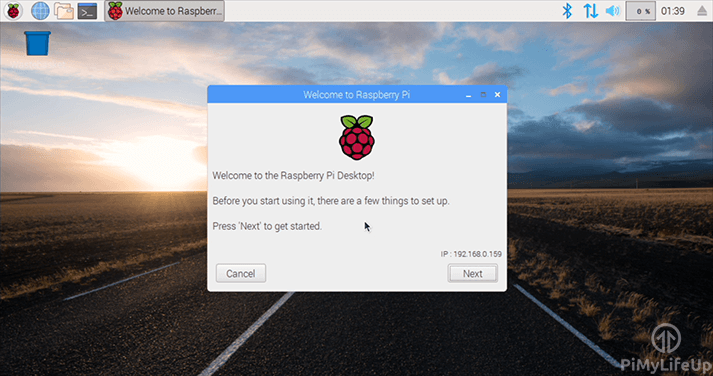 Welcome to Raspberr...
0 %
01:39
Welcome to Raspberry Pi
Welcome to the Raspberry Pi Desktop!
Before you start using it, there are a few things to set up.
Press 'Next' to get started.
IP : 192.168.0.159
Cancel
Next
PiMyLifeUp